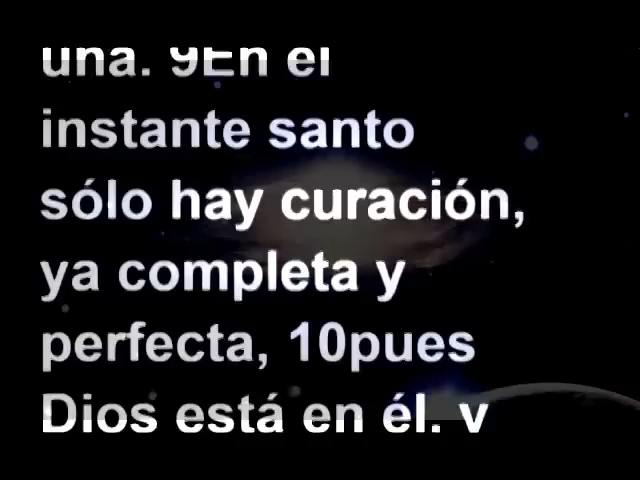 una. 9En el
instante santo
sólo hay curación,
ya completa y
perfecta, 10pues
Dios está en él. y